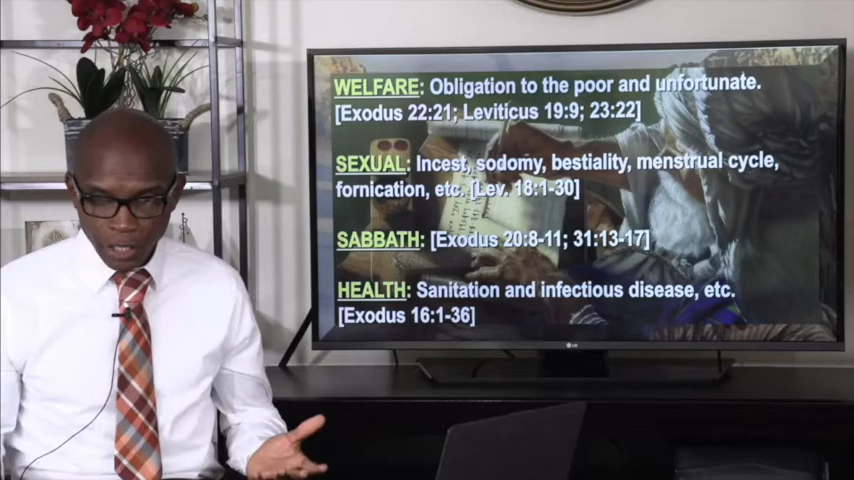 WELFARE: Obligation to the poor and unfortunate.
[Exodus 22:21; Leviticus 19:9; 23:22]
SEXUAL: Incest, sodomy, bestiality, menstrual cycle,
fornication, etc. [Lev. 18:1-30]
SABBATH: [Exodus 20:8-11; 31:13-17]
HEALTH: Sanitation and infectious disease, etc.
[Exodus 16:1-36]
LG